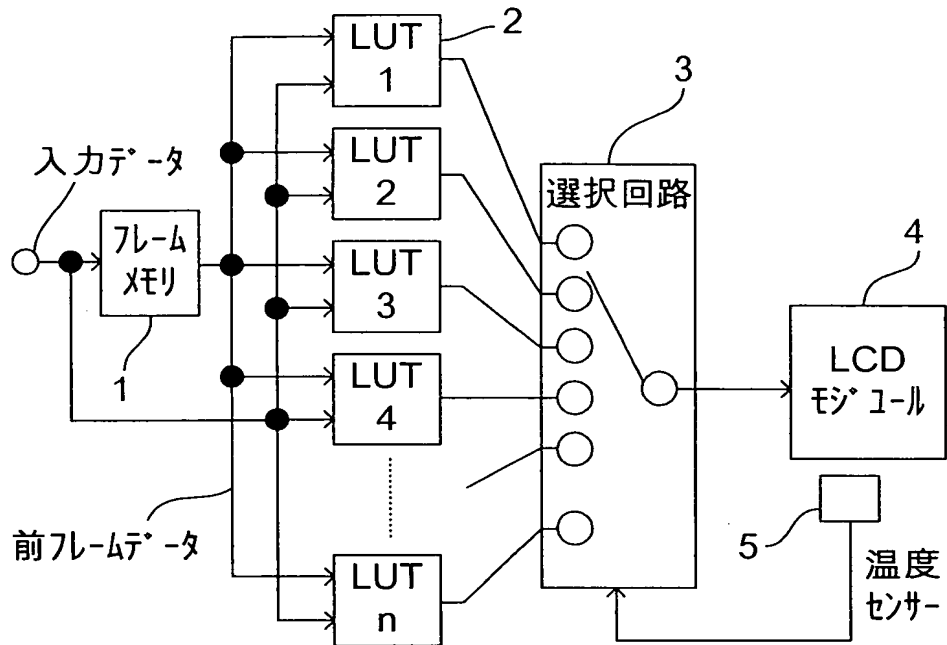 LUT
1
2
LUT
2
3
選択回路
入力ﾃﾞｰﾀ
ﾌﾚｰﾑ
ﾒﾓﾘ
1
LUT
3
4
LCD
ﾓｼﾞｭｰﾙ
LUT
4
前ﾌﾚｰﾑﾃﾞｰﾀ
5
温度
ｾﾝｻｰ
LUT
n